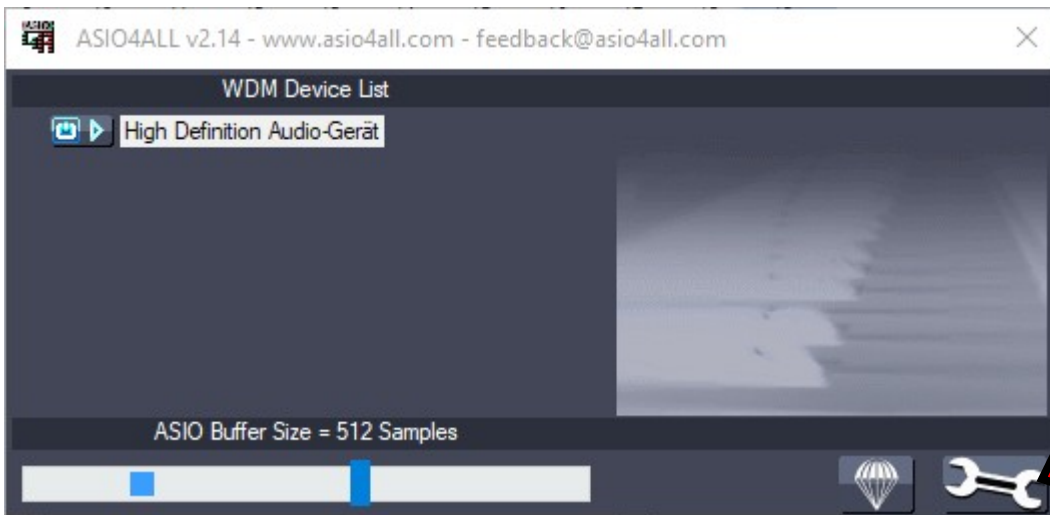 ASIO4ALL v2.14 - www.asio4all.com - feedback@asio4all.com
WDM Device List
High Definition Audio-Gerät
ASIO Buffer Size = 512 Samples